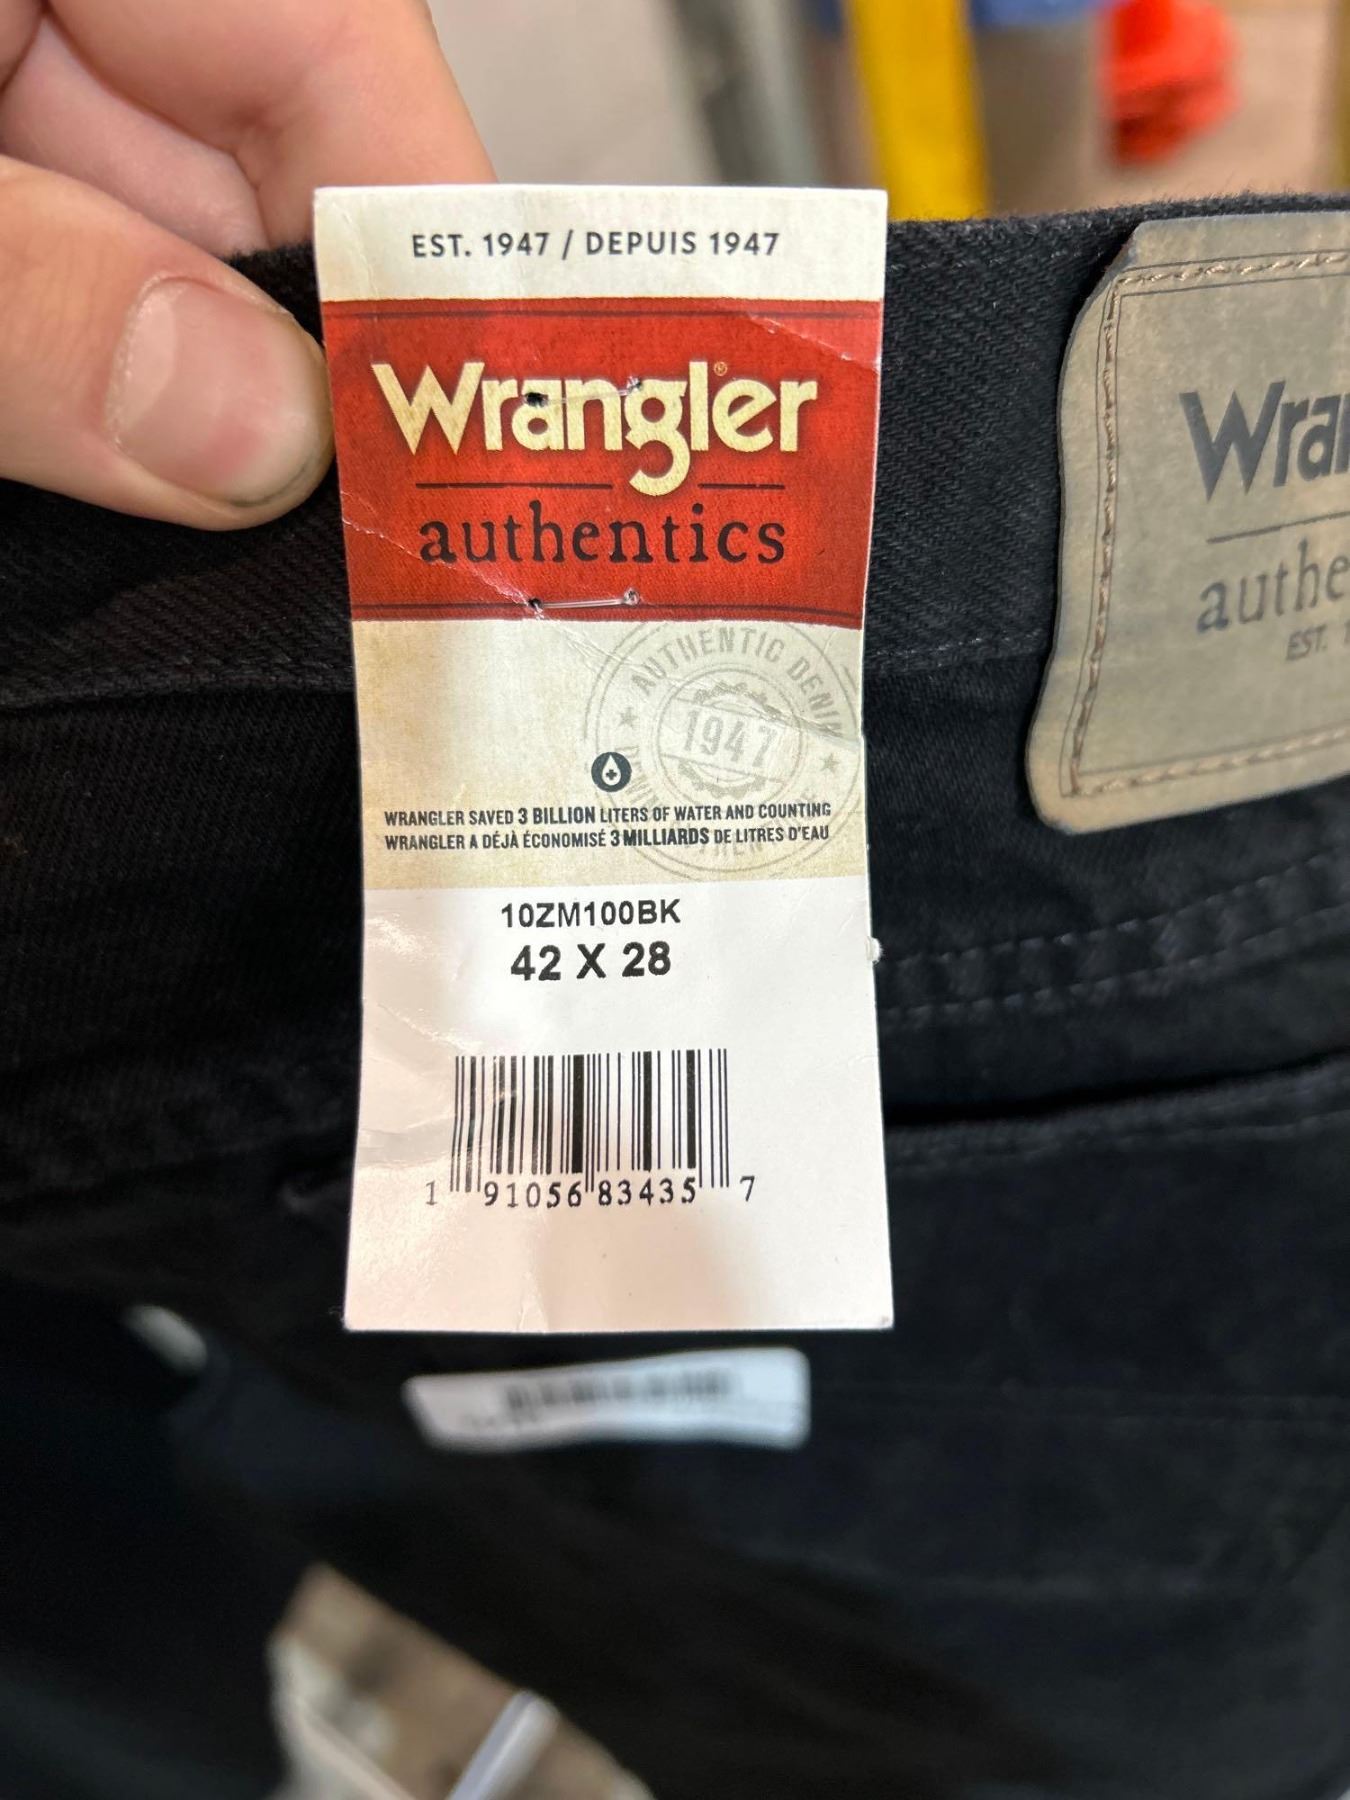 EST. 1947 / DEPUIS 1947
Wrangler®
authentics
AUTHENTIC DENIM
1947
WRANGLER SAVED 3 BILLION LITERS OF WATER AND COUNTING
WRANGLER A DÉJÀ ÉCONOMISÉ 3 MILLIARDS DE LITRES D'EAU
10ZM100BK
42 X 28
1 91056 83435 7
Wra
authe
EST.